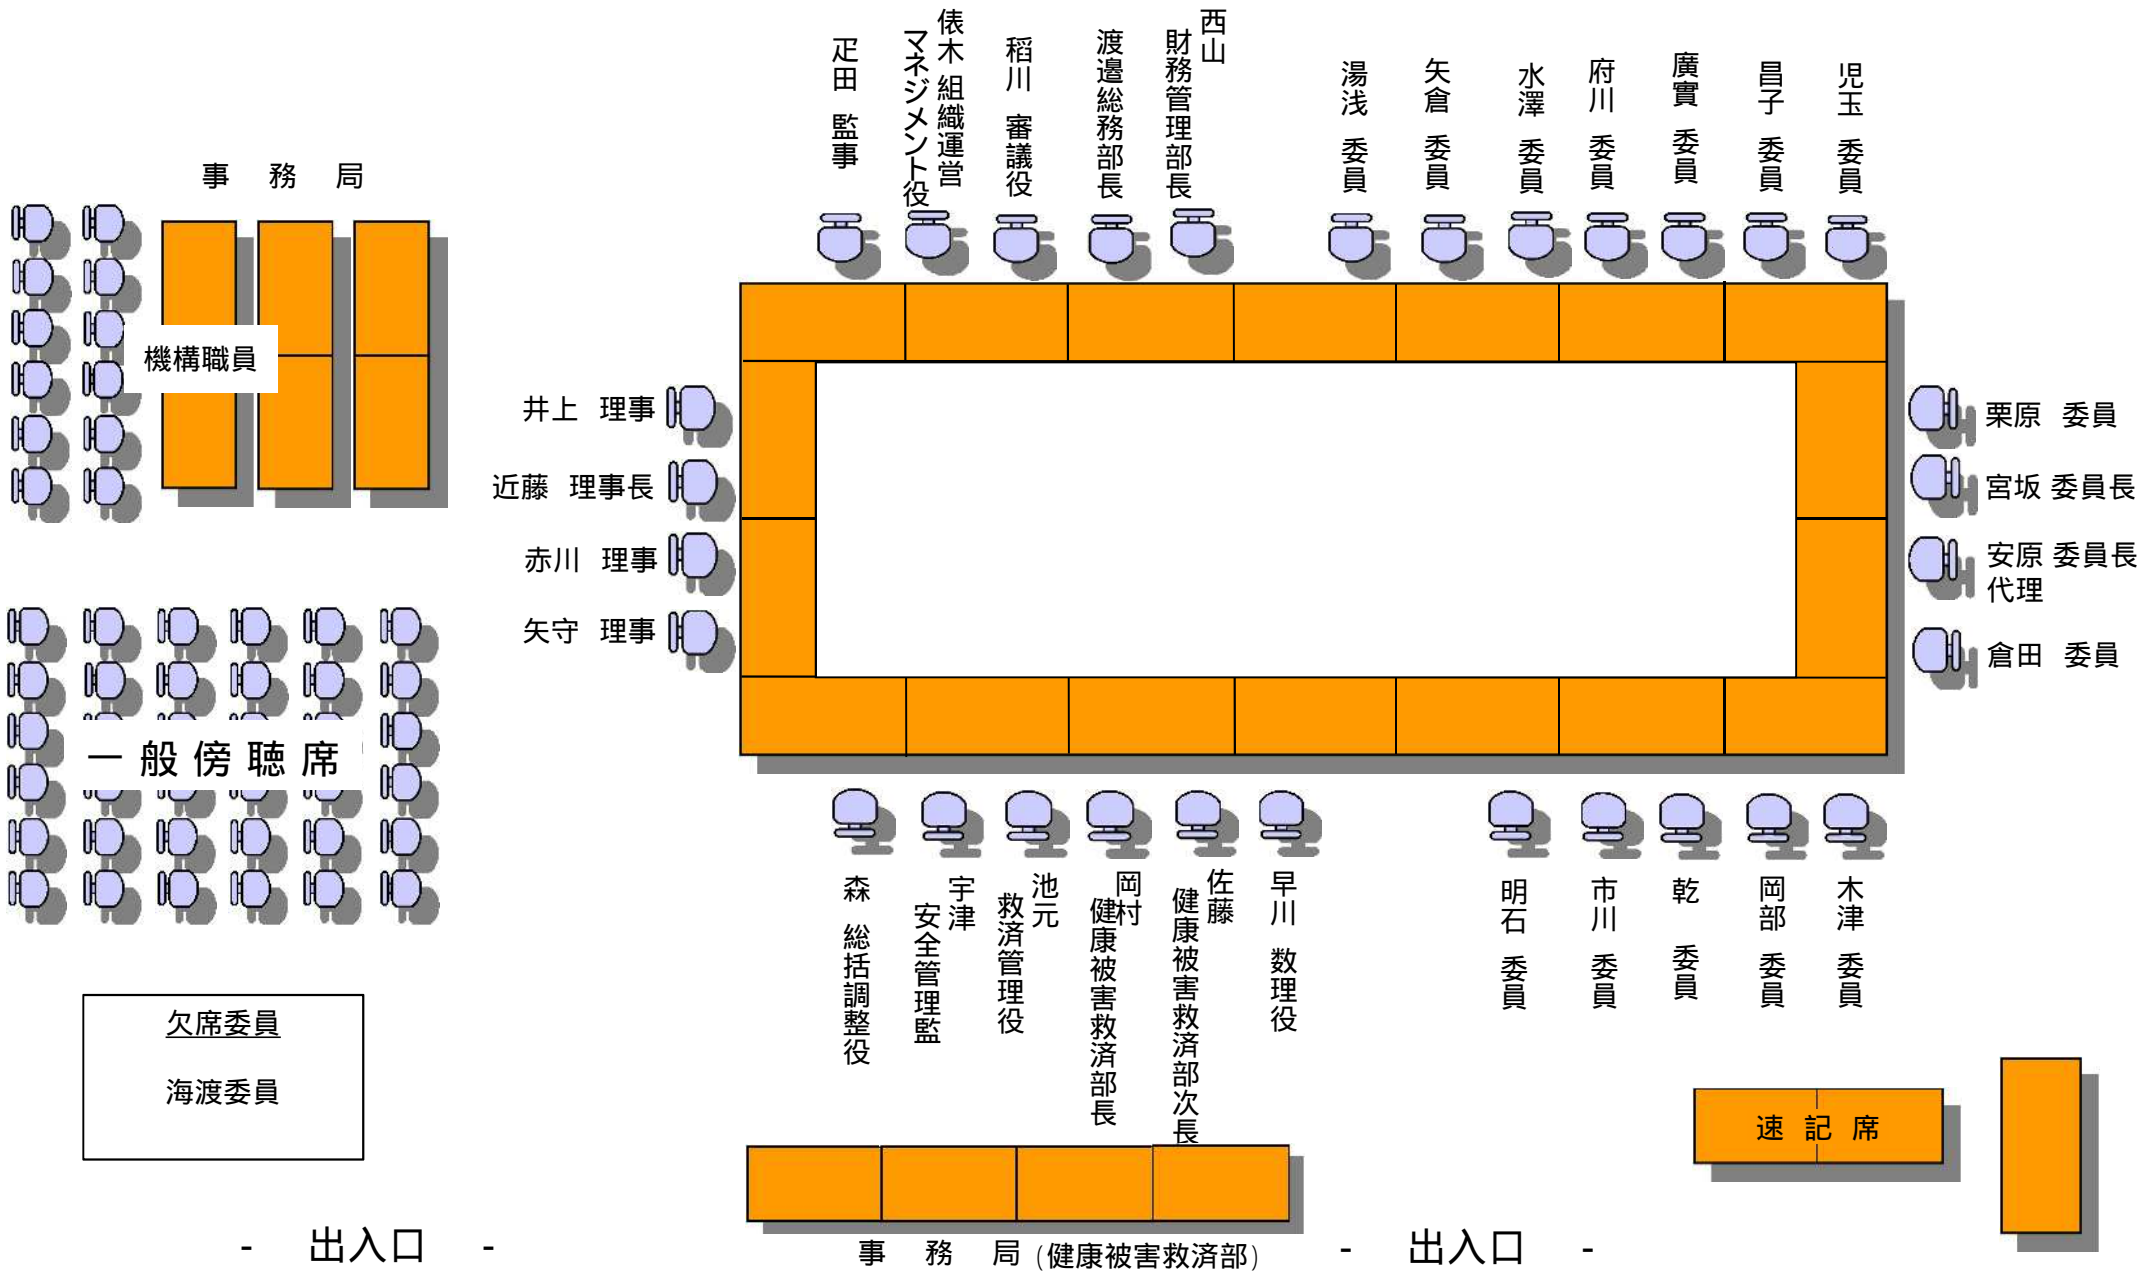 疋田 監事
俵木 組織運営
マネジメント役
稲川 審議役
渡邉総務部長
西山
財務管理部長
湯浅 委員
矢倉 委員
水澤 委員
府川 委員
廣實 委員
昌子 委員
児玉 委員
事 務 局
機構職員
井上 理事
近藤 理事長
赤川 理事
矢守 理事
栗原 委員
宮坂 委員長
安原 委員長
代理
倉田 委員
一般傍聴席
森 総括調整役
宇津
安全管理監
池元
救済管理役
岡村
健康被害救済部長
佐藤
健康被害救済部次長
早川 数理役
明石 委員
市川 委員
乾 委員
岡部 委員
木津 委員
欠席委員
海渡委員
速 記 席
- 出入口 -
事 務 局 (健康被害救済部)
- 出入口 -